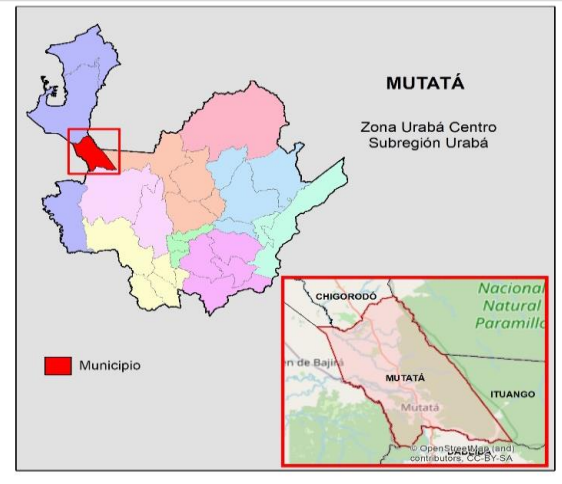 MUTATÁ
Zona Urabá Centro
Subregión Urabá
Municipio
CHIGORODÓ
Nacional
Natural
Paramillo
en de Bajirá
MUTATÁ
ITUANGO
Mutatá
© OpenStreetMap (and)
contributors, CC-BY-SA